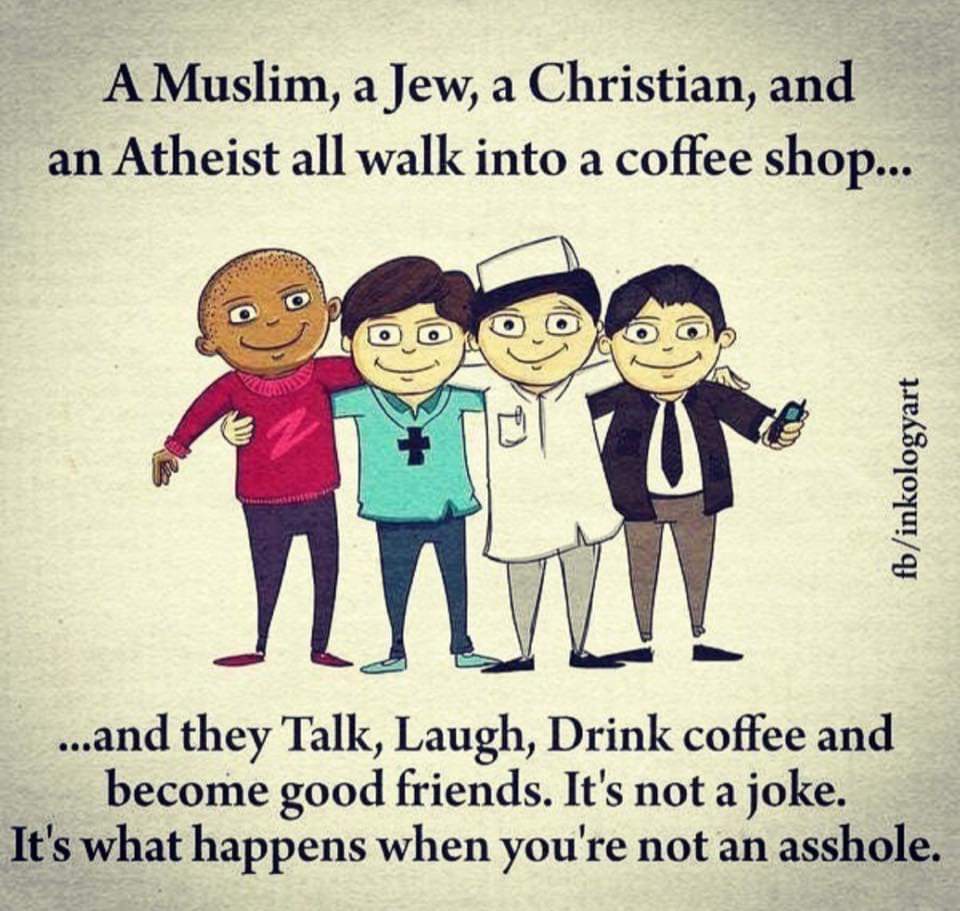 A Muslim, a Jew, a Christian, and
an Atheist all walk into a coffee shop...
fb/inkologyart
...and they Talk, Laugh, Drink coffee and
become good friends. It's not a joke.
It's what happens when you're not an asshole.